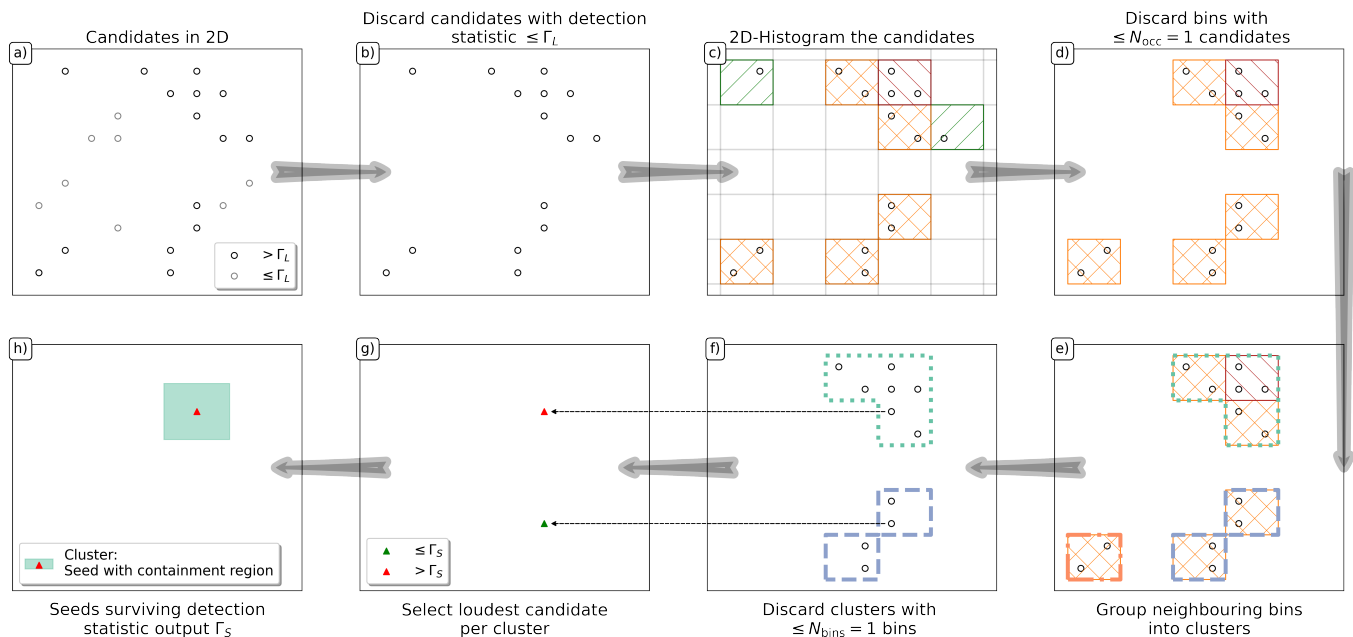 a)
Candidates in 2D
> Γ_L
≤ Γ_L
b)
Discard candidates with detection
statistic ≤ Γ_L
c)
2D-Histogram the candidates
d)
Discard bins with
≤ N_occ = 1 candidates
h)
Cluster:
Seed with containment region
Seeds surviving detection
statistic output Γ_S
g)
≤ Γ_S
> Γ_S
Select loudest candidate
per cluster
f)
Discard clusters with
≤ N_bins = 1 bins
e)
Group neighbouring bins
into clusters